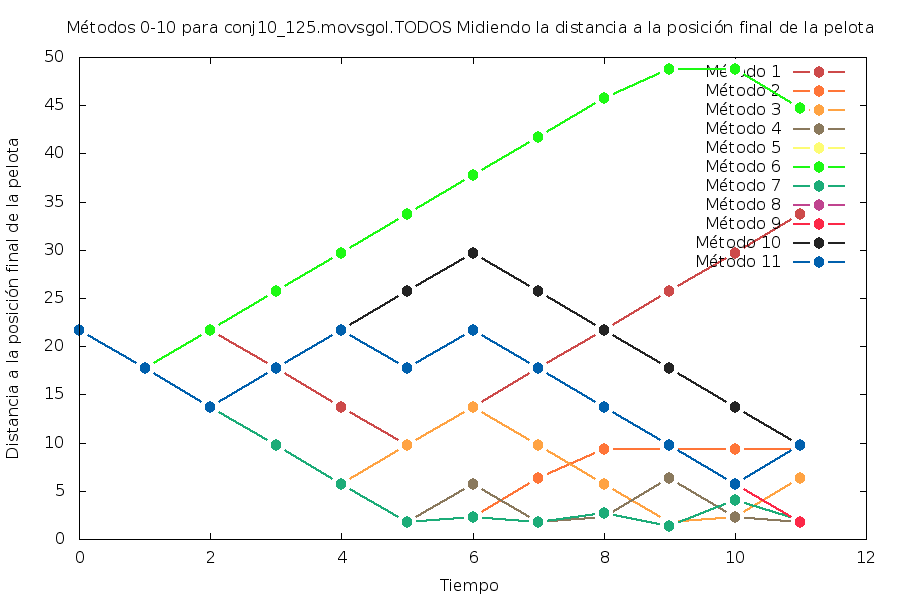 Métodos 0-10 para conj10_125.movsgol.TODOS Midiendo la distancia a la posición final de la pelota
Distancia a la posición final de la pelota
50
45
40
35
30
25
20
15
10
5
0
0 2 4 6 8 10 12
Tiempo
Método 1
Método 2
Método 3
Método 4
Método 5
Método 6
Método 7
Método 8
Método 9
Método 10
Método 11